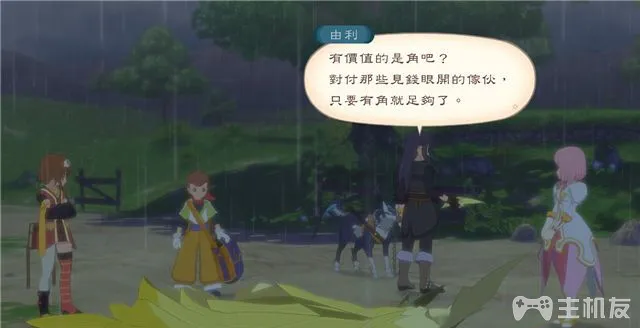 由利
有價值的是角吧？
對付那些見錢眼開的傢伙，
只要有角就足夠了。
主机友